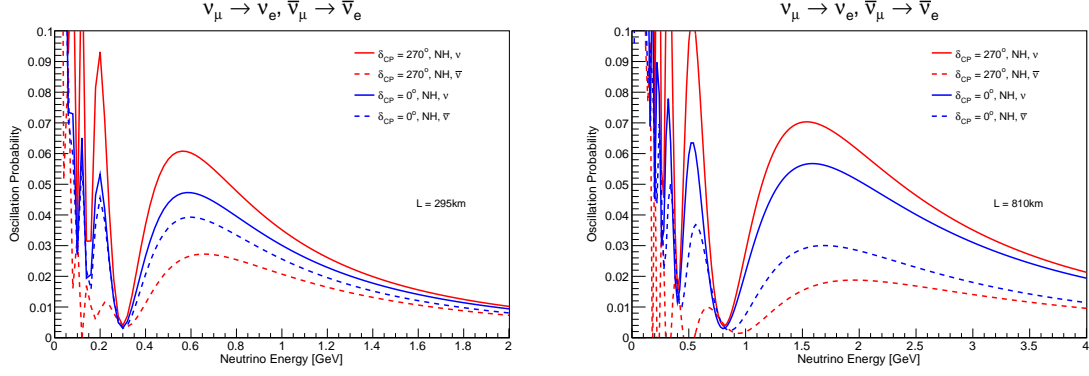 ν_μ → ν_e, ν̅_μ → ν̅_e
Oscillation Probability
0.1
0.09
0.08
0.07
0.06
0.05
0.04
0.03
0.02
0.01
0
δ_CP = 270°, NH, ν
δ_CP = 270°, NH, ν̅
δ_CP = 0°, NH, ν
δ_CP = 0°, NH, ν̅
L = 295km
0 0.2 0.4 0.6 0.8 1 1.2 1.4 1.6 1.8 2
Neutrino Energy [GeV]
ν_μ → ν_e, ν̅_μ → ν̅_e
Oscillation Probability
0.1
0.09
0.08
0.07
0.06
0.05
0.04
0.03
0.02
0.01
0
δ_CP = 270°, NH, ν
δ_CP = 270°, NH, ν̅
δ_CP = 0°, NH, ν
δ_CP = 0°, NH, ν̅
L = 810km
0 0.5 1 1.5 2 2.5 3 3.5 4
Neutrino Energy [GeV]